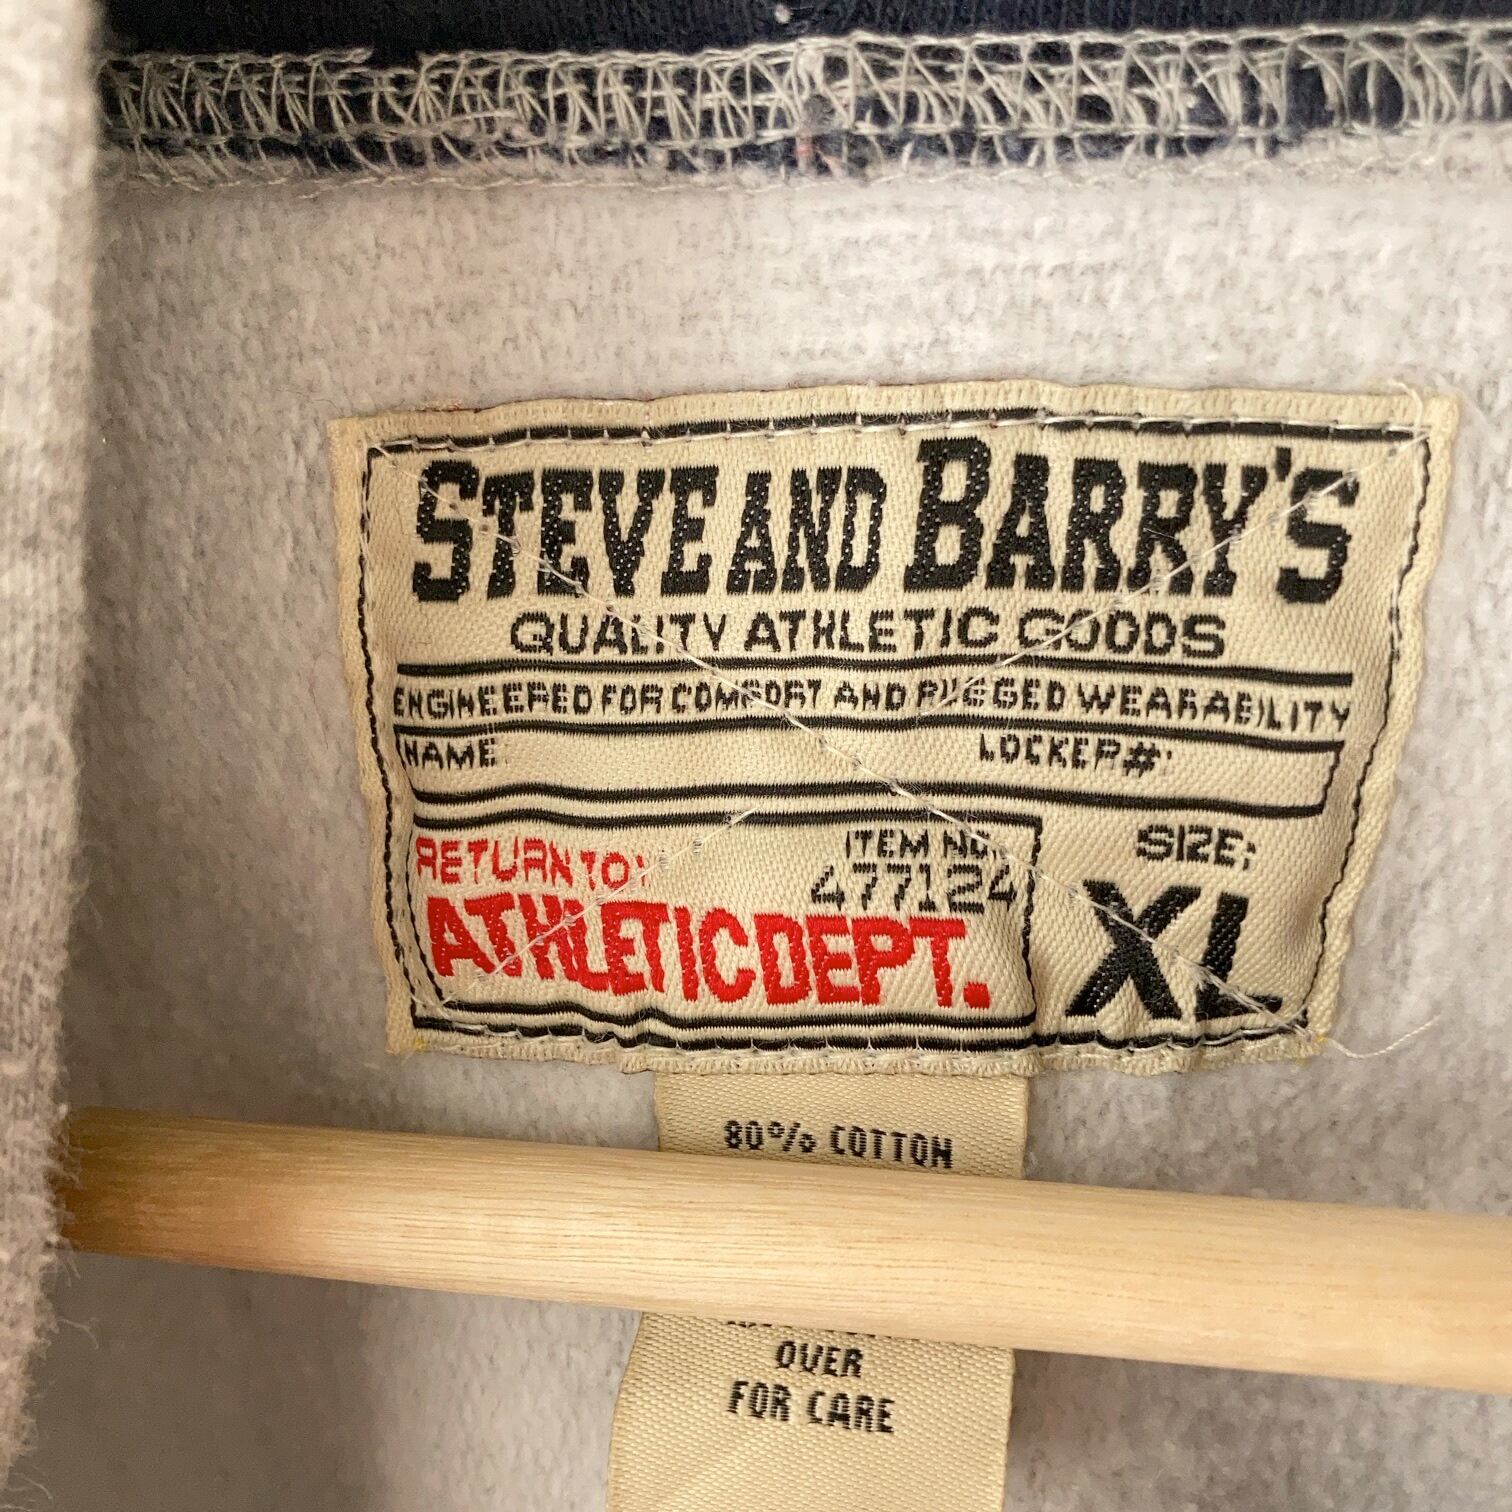 STEVE AND BARRY'S
QUALITY ATHLETIC GOODS
ENGINEERED FOR COMFORT AND RUGGED WEARABILITY
NAME: LOCKER#:
RETURN TO:
ITEM NO.
477124
ATHLETIC DEPT.
SIZE:
XL
80% COTTON
OVER
FOR CARE